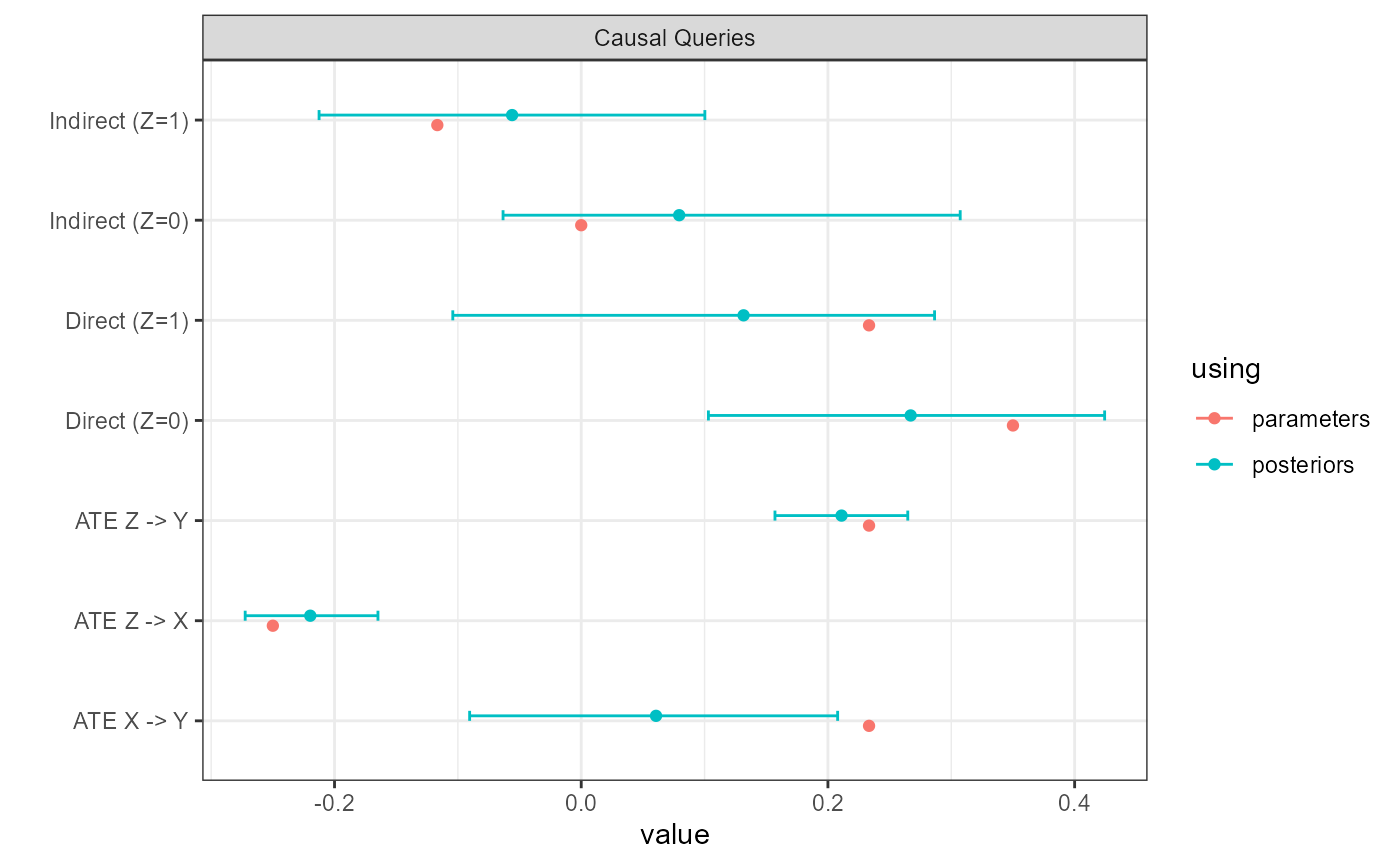 Causal Queries
Indirect (Z=1)
Indirect (Z=0)
Direct (Z=1)
Direct (Z=0)
ATE Z -> Y
ATE Z -> X
ATE X -> Y
-0.2 0.0 0.2 0.4
value
using
parameters
posteriors